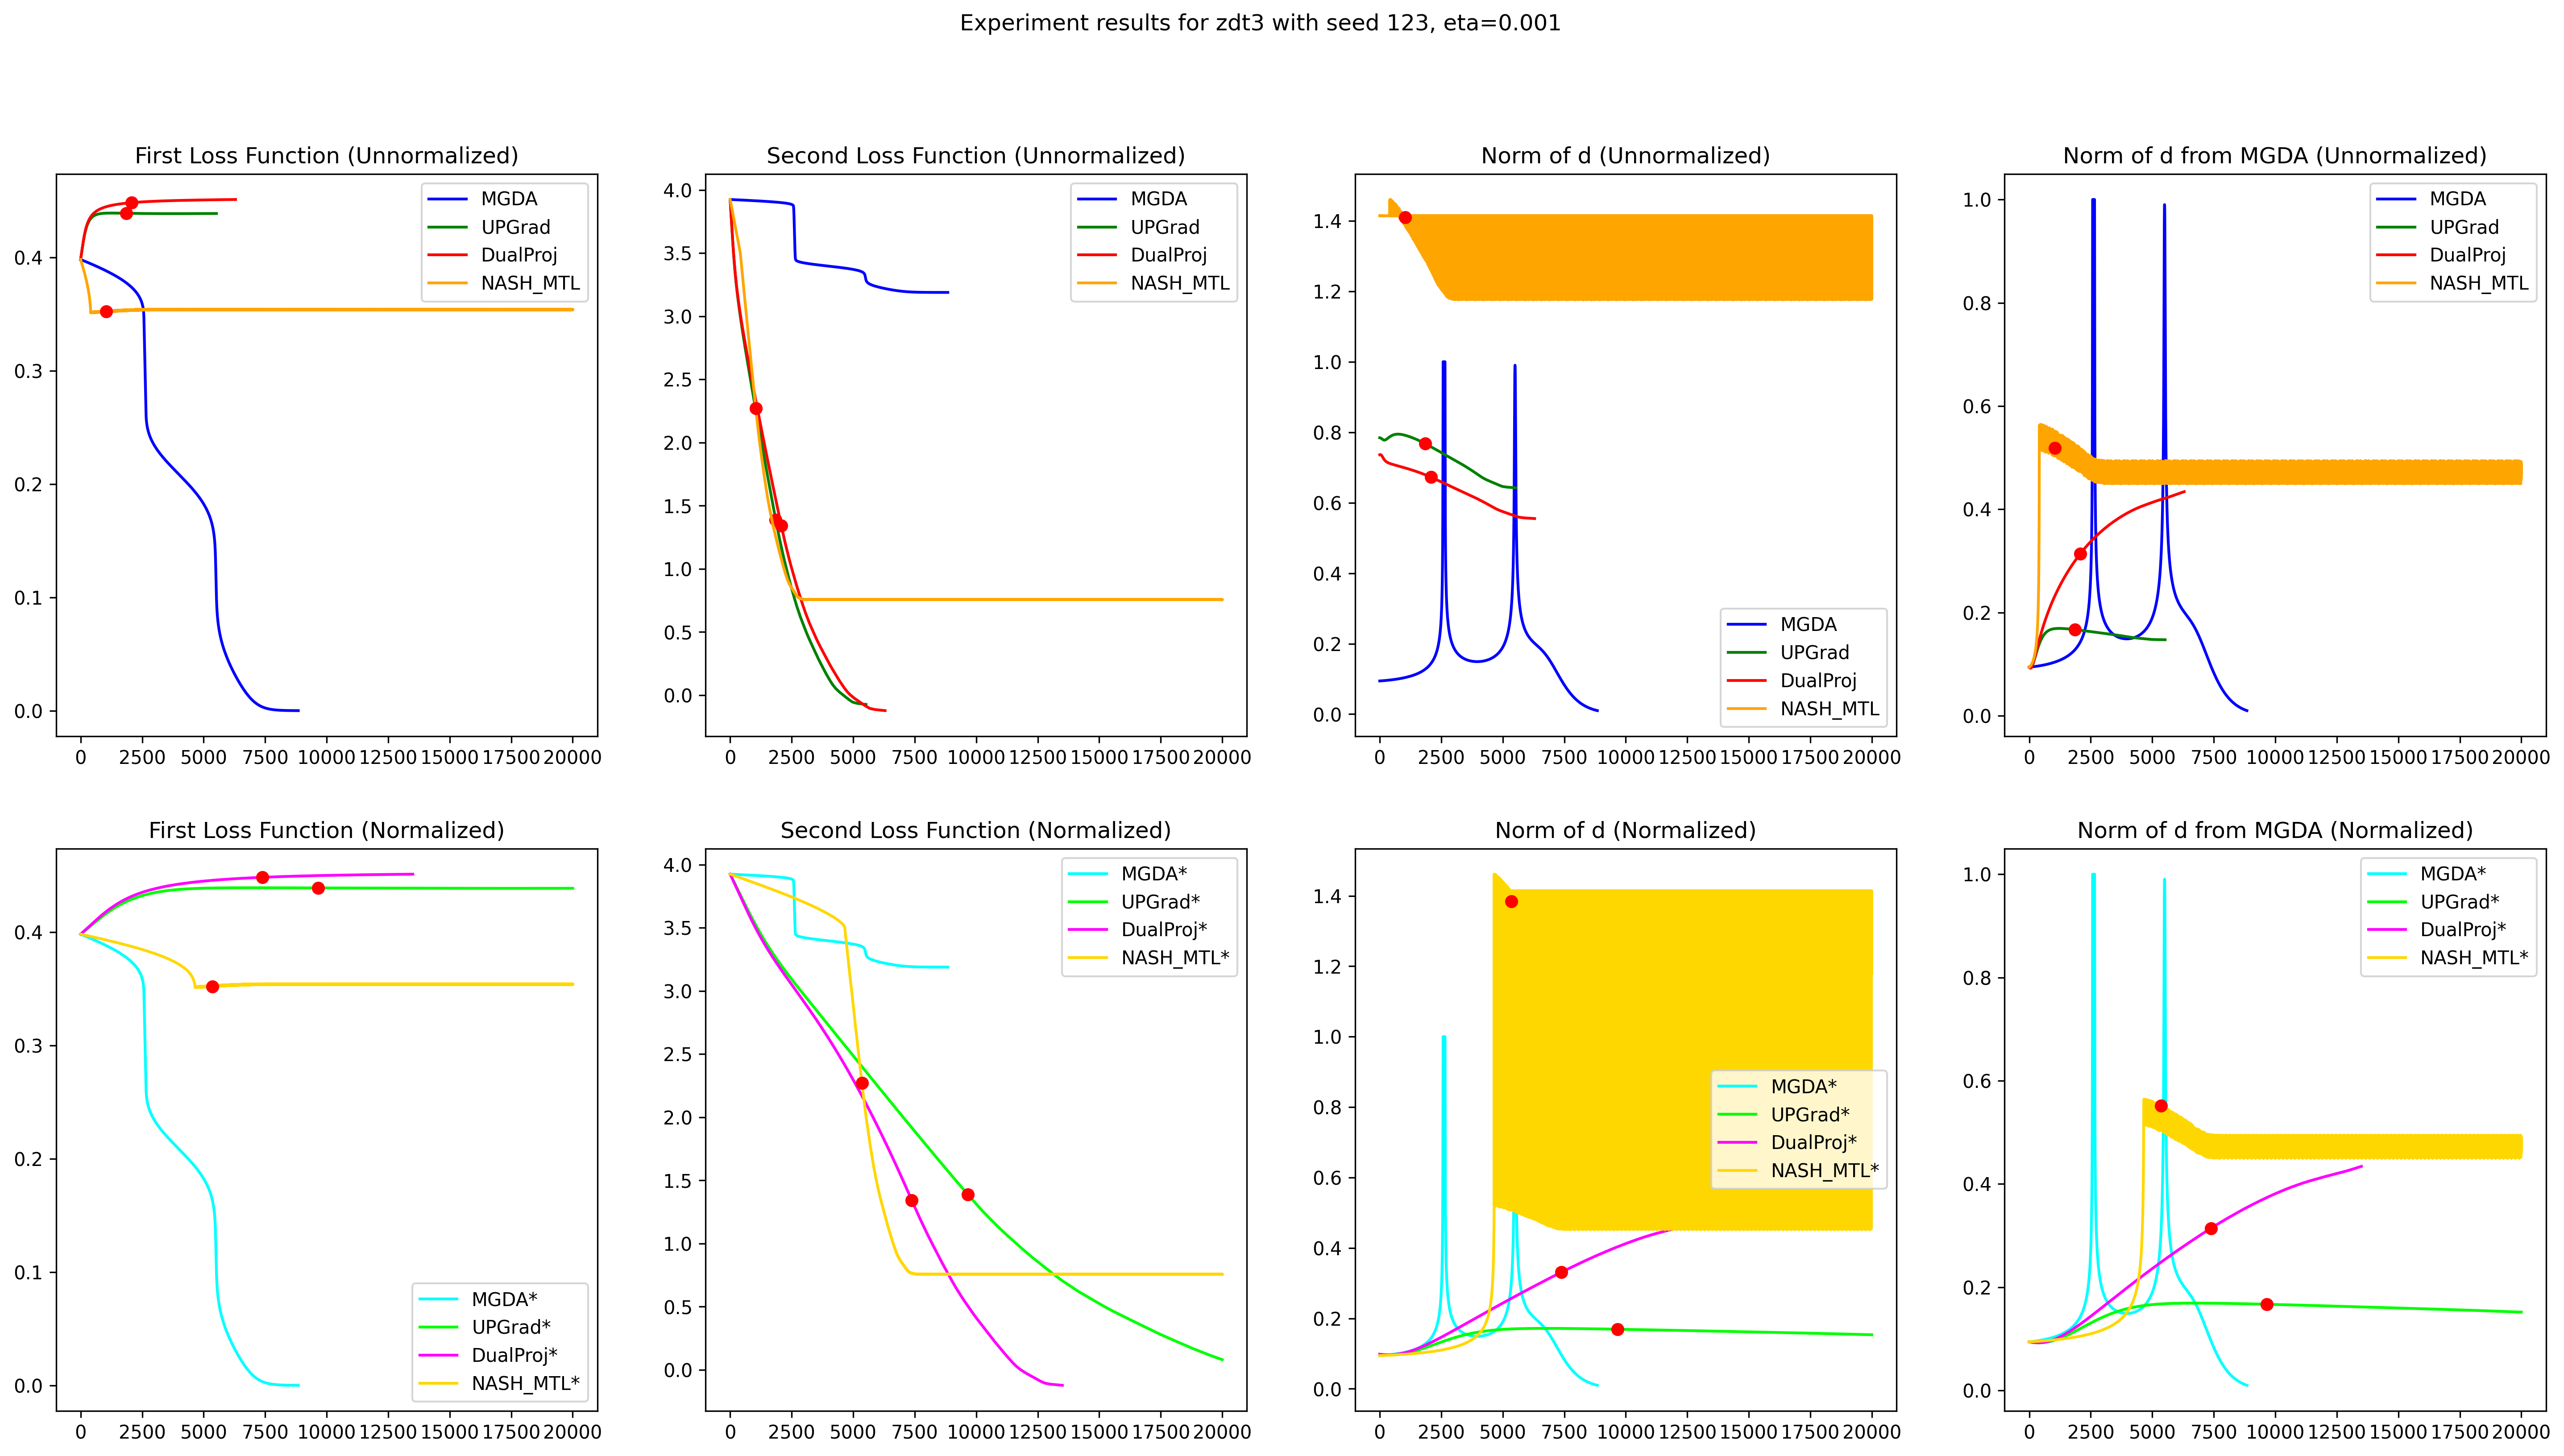 Experiment results for zdt3 with seed 123, eta=0.001
First Loss Function (Unnormalized)
0.4
0.3
0.2
0.1
0.0
0 2500 5000 7500 10000 12500 15000 17500 20000
MGDA
UPGrad
DualProj
NASH_MTL
Second Loss Function (Unnormalized)
4.0
3.5
3.0
2.5
2.0
1.5
1.0
0.5
0.0
0 2500 5000 7500 10000 12500 15000 17500 20000
MGDA
UPGrad
DualProj
NASH_MTL
Norm of d (Unnormalized)
1.4
1.2
1.0
0.8
0.6
0.4
0.2
0.0
0 2500 5000 7500 10000 12500 15000 17500 20000
MGDA
UPGrad
DualProj
NASH_MTL
Norm of d from MGDA (Unnormalized)
1.0
0.8
0.6
0.4
0.2
0.0
0 2500 5000 7500 10000 12500 15000 17500 20000
MGDA
UPGrad
DualProj
NASH_MTL
First Loss Function (Normalized)
0.4
0.3
0.2
0.1
0.0
0 2500 5000 7500 10000 12500 15000 17500 20000
MGDA*
UPGrad*
DualProj*
NASH_MTL*
Second Loss Function (Normalized)
4.0
3.5
3.0
2.5
2.0
1.5
1.0
0.5
0.0
0 2500 5000 7500 10000 12500 15000 17500 20000
MGDA*
UPGrad*
DualProj*
NASH_MTL*
Norm of d (Normalized)
1.4
1.2
1.0
0.8
0.6
0.4
0.2
0.0
0 2500 5000 7500 10000 12500 15000 17500 20000
MGDA*
UPGrad*
DualProj*
NASH_MTL*
Norm of d from MGDA (Normalized)
1.0
0.8
0.6
0.4
0.2
0.0
0 2500 5000 7500 10000 12500 15000 17500 20000
MGDA*
UPGrad*
DualProj*
NASH_MTL*